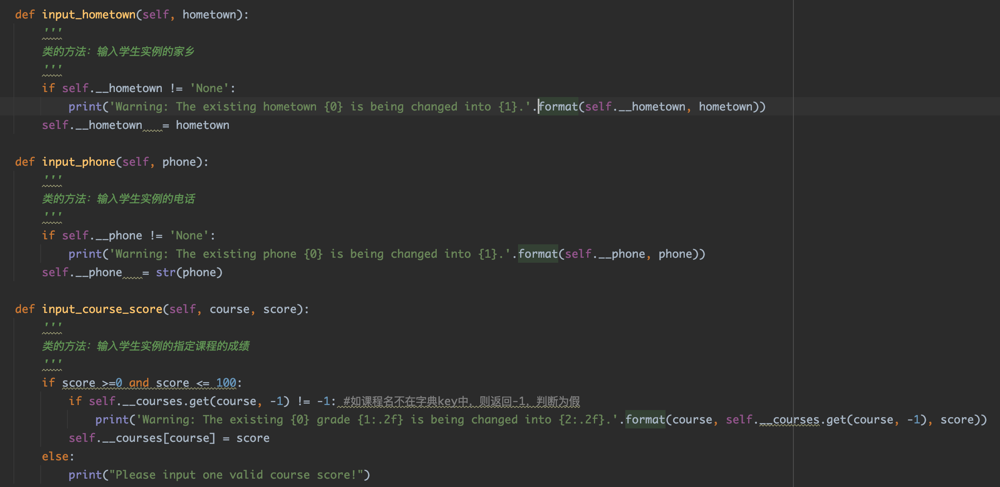 def input_hometown(self, hometown):
'''
类的方法：输入学生实例的家乡
'''
if self.__hometown != 'None':
print('Warning: The existing hometown {0} is being changed into {1}.'.format(self.__hometown, hometown))
self.__hometown   = hometown
def input_phone(self, phone):
'''
类的方法：输入学生实例的电话
'''
if self.__phone != 'None':
print('Warning: The existing phone {0} is being changed into {1}.'.format(self.__phone, phone))
self.__phone   = str(phone)
def input_course_score(self, course, score):
'''
类的方法：输入学生实例的指定课程的成绩
'''
if score >=0 and score <= 100:
if self.__courses.get(course, -1) != -1: #如课程名不在字典key中，则返回-1，判断为假
print('Warning: The existing {0} grade {1:.2f} is being changed into {2:.2f}.'.format(course, self.__courses.get(course, -1), score))
self.__courses[course] = score
else:
print("Please input one valid course score!")